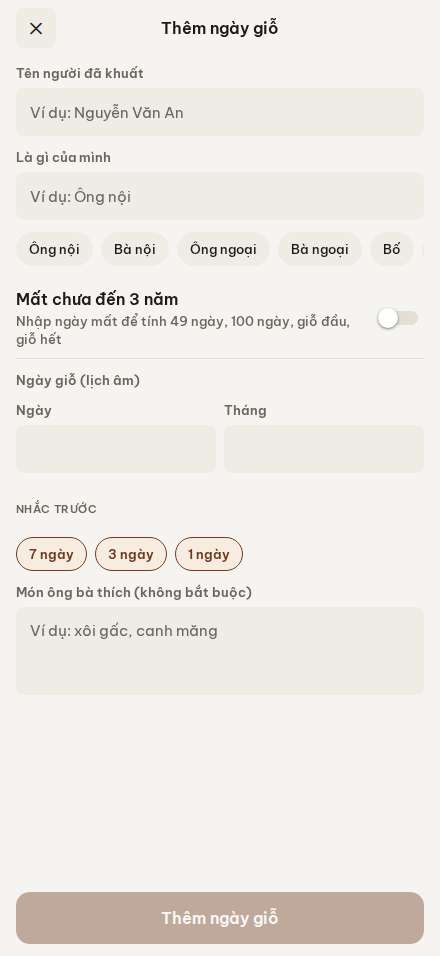 Thêm ngày giỗ
Tên người đã khuất
Ví dụ: Nguyễn Văn An
Là gì của mình
Ví dụ: Ông nội
Ông nội Bà nội Ông ngoại Bà ngoại Bố
Mất chưa đến 3 năm
Nhập ngày mất để tính 49 ngày, 100 ngày, giỗ đầu,
giỗ hết
Ngày giỗ (lịch âm)
Ngày Tháng
NHẮC TRƯỚC
7 ngày 3 ngày 1 ngày
Món ông bà thích (không bắt buộc)
Ví dụ: xôi gấc, canh măng
Thêm ngày giỗ